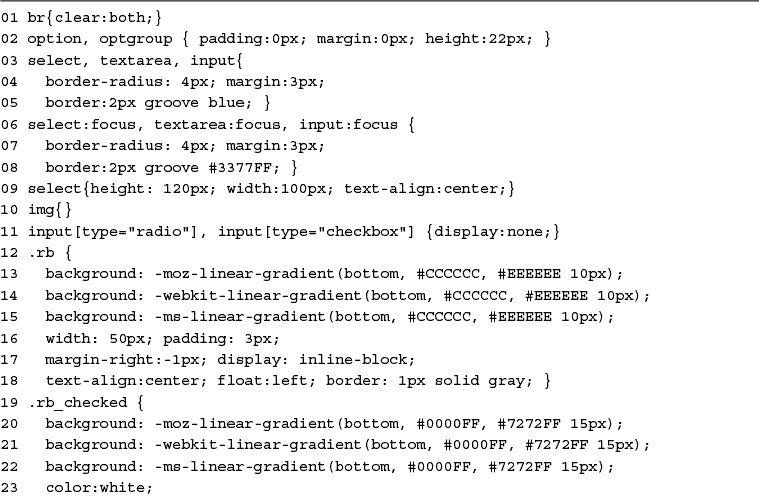 01 br{clear:both;}
02 option, optgroup { padding:0px; margin:0px; height:22px; }
03 select, textarea, input{
04   border-radius: 4px; margin:3px;
05   border:2px groove blue; }
06 select:focus, textarea:focus, input:focus {
07   border-radius: 4px; margin:3px;
08   border:2px groove #3377FF; }
09 select{height: 120px; width:100px; text-align:center;}
10 img{}
11 input[type="radio"], input[type="checkbox"] {display:none;}
12 .rb {
13   background: -moz-linear-gradient(bottom, #CCCCCC, #EEEEEE 10px);
14   background: -webkit-linear-gradient(bottom, #CCCCCC, #EEEEEE 10px);
15   background: -ms-linear-gradient(bottom, #CCCCCC, #EEEEEE 10px);
16   width: 50px; padding: 3px;
17   margin-right:-1px; display: inline-block;
18   text-align:center; float:left; border: 1px solid gray; }
19 .rb_checked {
20   background: -moz-linear-gradient(bottom, #0000FF, #7272FF 15px);
21   background: -webkit-linear-gradient(bottom, #0000FF, #7272FF 15px);
22   background: -ms-linear-gradient(bottom, #0000FF, #7272FF 15px);
23   color:white;